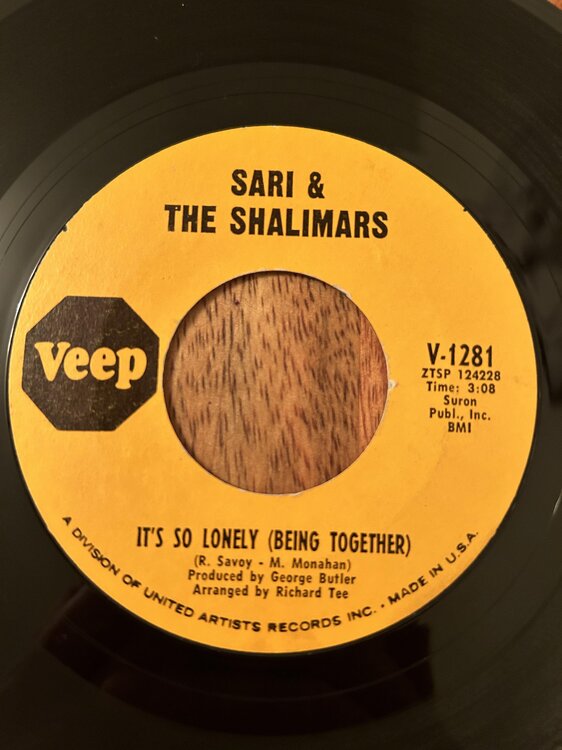 SARI &
THE SHALIMARS
Veep
V-1281
ZTSP 124228
Time: 3:08
Suron
Publ., Inc.
BMI
IT'S SO LONELY (BEING TOGETHER)
(R. Savoy - M. Monahan)
Produced by George Butler
Arranged by Richard Tee
A DIVISION OF UNITED ARTISTS RECORDS INC. • MADE IN U.S.A.